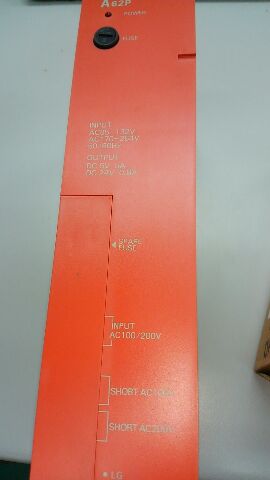 A62P
POWER
FUSE
INPUT
AC85-132V
AC170-264V
50/60Hz
OUTPUT
DC 5V 5A
DC 24V 0.8A
SPARE
FUSE
INPUT
AC100/200V
SHORT AC100V
SHORT AC200V
LG